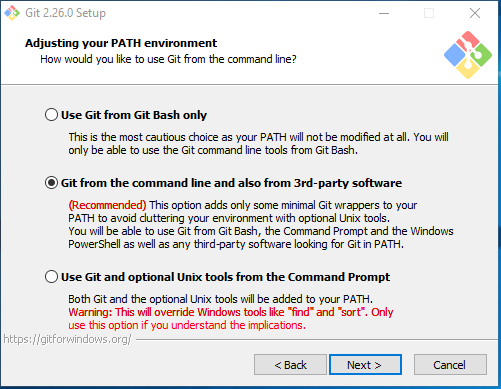 Git 2.26.0 Setup
Adjusting your PATH environment
How would you like to use Git from the command line?
Use Git from Git Bash only
This is the most cautious choice as your PATH will not be modified at all. You will
only be able to use the Git command line tools from Git Bash.
Git from the command line and also from 3rd-party software
(Recommended) This option adds only some minimal Git wrappers to your
PATH to avoid cluttering your environment with optional Unix tools.
You will be able to use Git from Git Bash, the Command Prompt and the Windows
PowerShell as well as any third-party software looking for Git in PATH.
Use Git and optional Unix tools from the Command Prompt
Both Git and the optional Unix tools will be added to your PATH.
Warning: This will override Windows tools like "find" and "sort". Only
use this option if you understand the implications.
https://gitforwindows.org/
< Back
Next >
Cancel